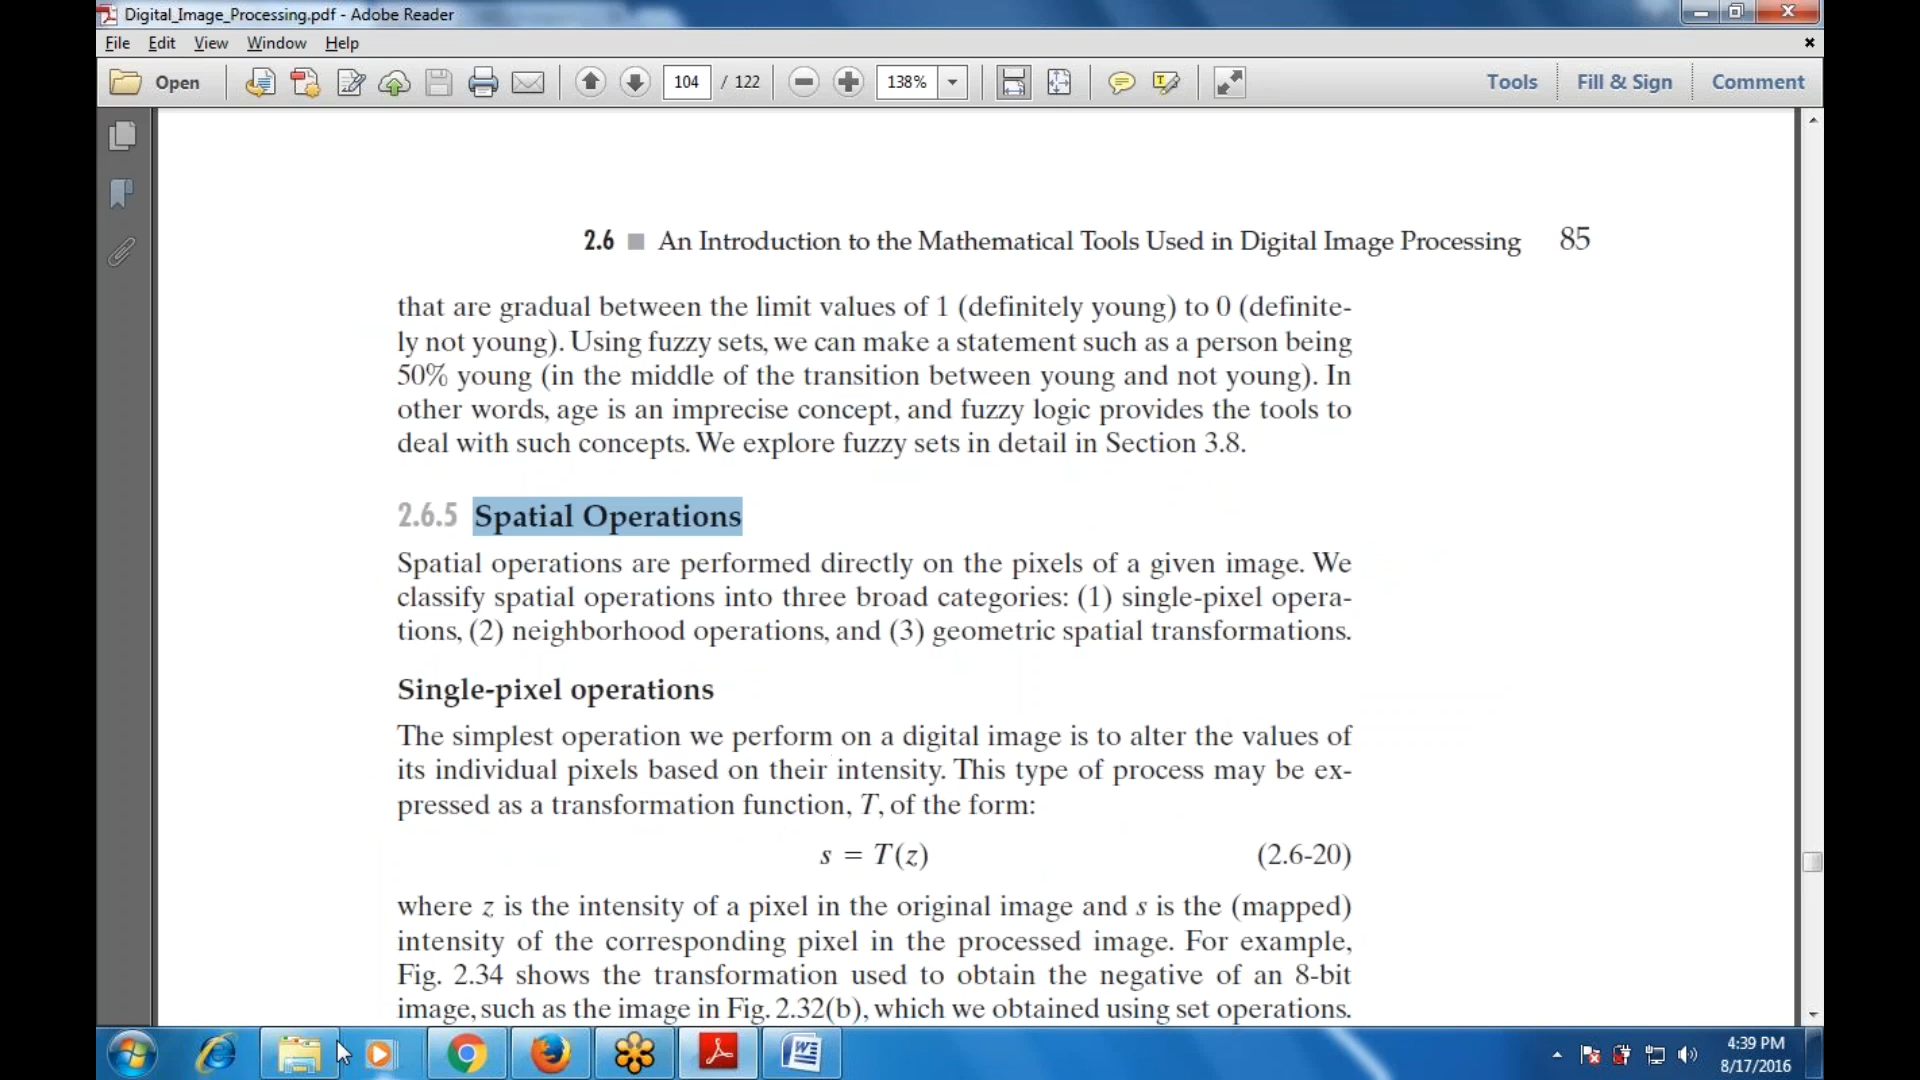 Digital_Image_Processing.pdf - Adobe Reader
File Edit View Window Help
Open 104 / 122 138% Tools Fill & Sign Comment
2.6 ■ An Introduction to the Mathematical Tools Used in Digital Image Processing 85
that are gradual between the limit values of 1 (definitely young) to 0 (definite-
ly not young). Using fuzzy sets, we can make a statement such as a person being
50% young (in the middle of the transition between young and not young). In
other words, age is an imprecise concept, and fuzzy logic provides the tools to
deal with such concepts. We explore fuzzy sets in detail in Section 3.8.
2.6.5 Spatial Operations
Spatial operations are performed directly on the pixels of a given image. We
classify spatial operations into three broad categories: (1) single-pixel opera-
tions, (2) neighborhood operations, and (3) geometric spatial transformations.
Single-pixel operations
The simplest operation we perform on a digital image is to alter the values of
its individual pixels based on their intensity. This type of process may be ex-
pressed as a transformation function, T, of the form:
s = T(z) (2.6-20)
where z is the intensity of a pixel in the original image and s is the (mapped)
intensity of the corresponding pixel in the processed image. For example,
Fig. 2.34 shows the transformation used to obtain the negative of an 8-bit
image, such as the image in Fig. 2.32(b), which we obtained using set operations.
4:39 PM
8/17/2016